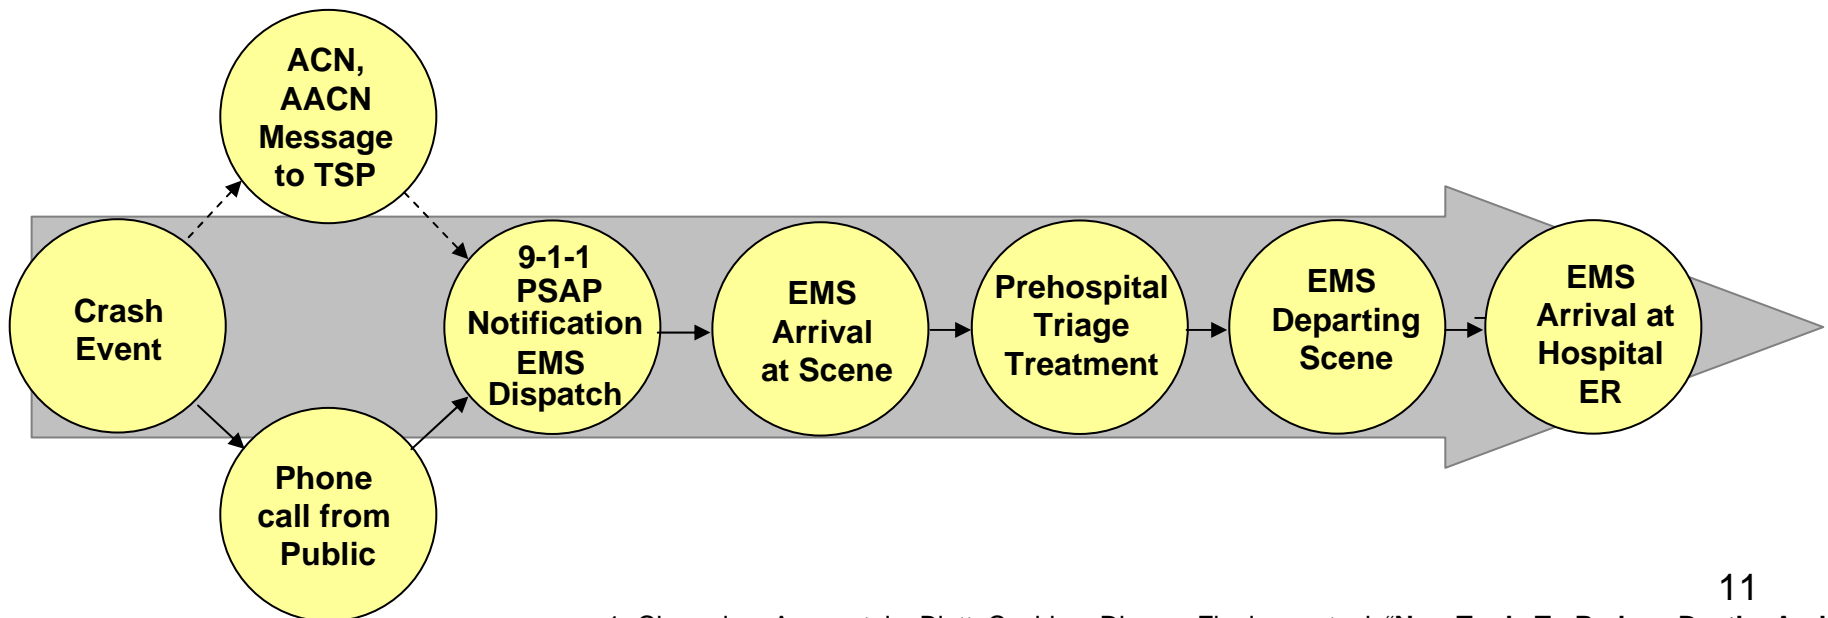 ACN,
AACN
Message
to TSP
Crash
Event
Phone
call from
Public
9-1-1
PSAP
Notification
EMS
Dispatch
EMS
Arrival
at Scene
Prehospital
Triage
Treatment
EMS
Departing
Scene
EMS
Arrival at
Hospital
ER
11